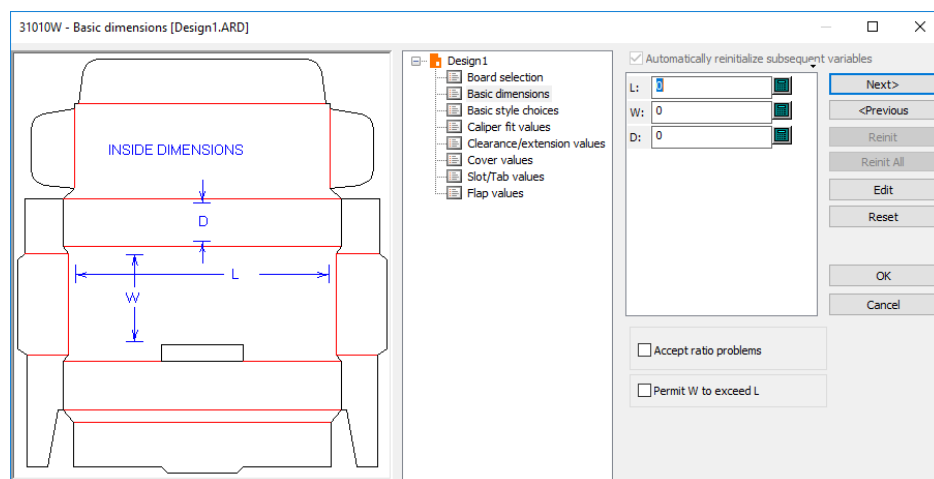 31010W - Basic dimensions [Design1.ARD]
INSIDE DIMENSIONS
D
L
W
Design1
Board selection
Basic dimensions
Basic style choices
Caliper fit values
Clearance/extension values
Cover values
Slot/Tab values
Flap values
Automatically reinitialize subsequent variables
L: 0
W: 0
D: 0
Next>
<Previous
Reinit
Reinit All
Edit
Reset
OK
Cancel
Accept ratio problems
Permit W to exceed L